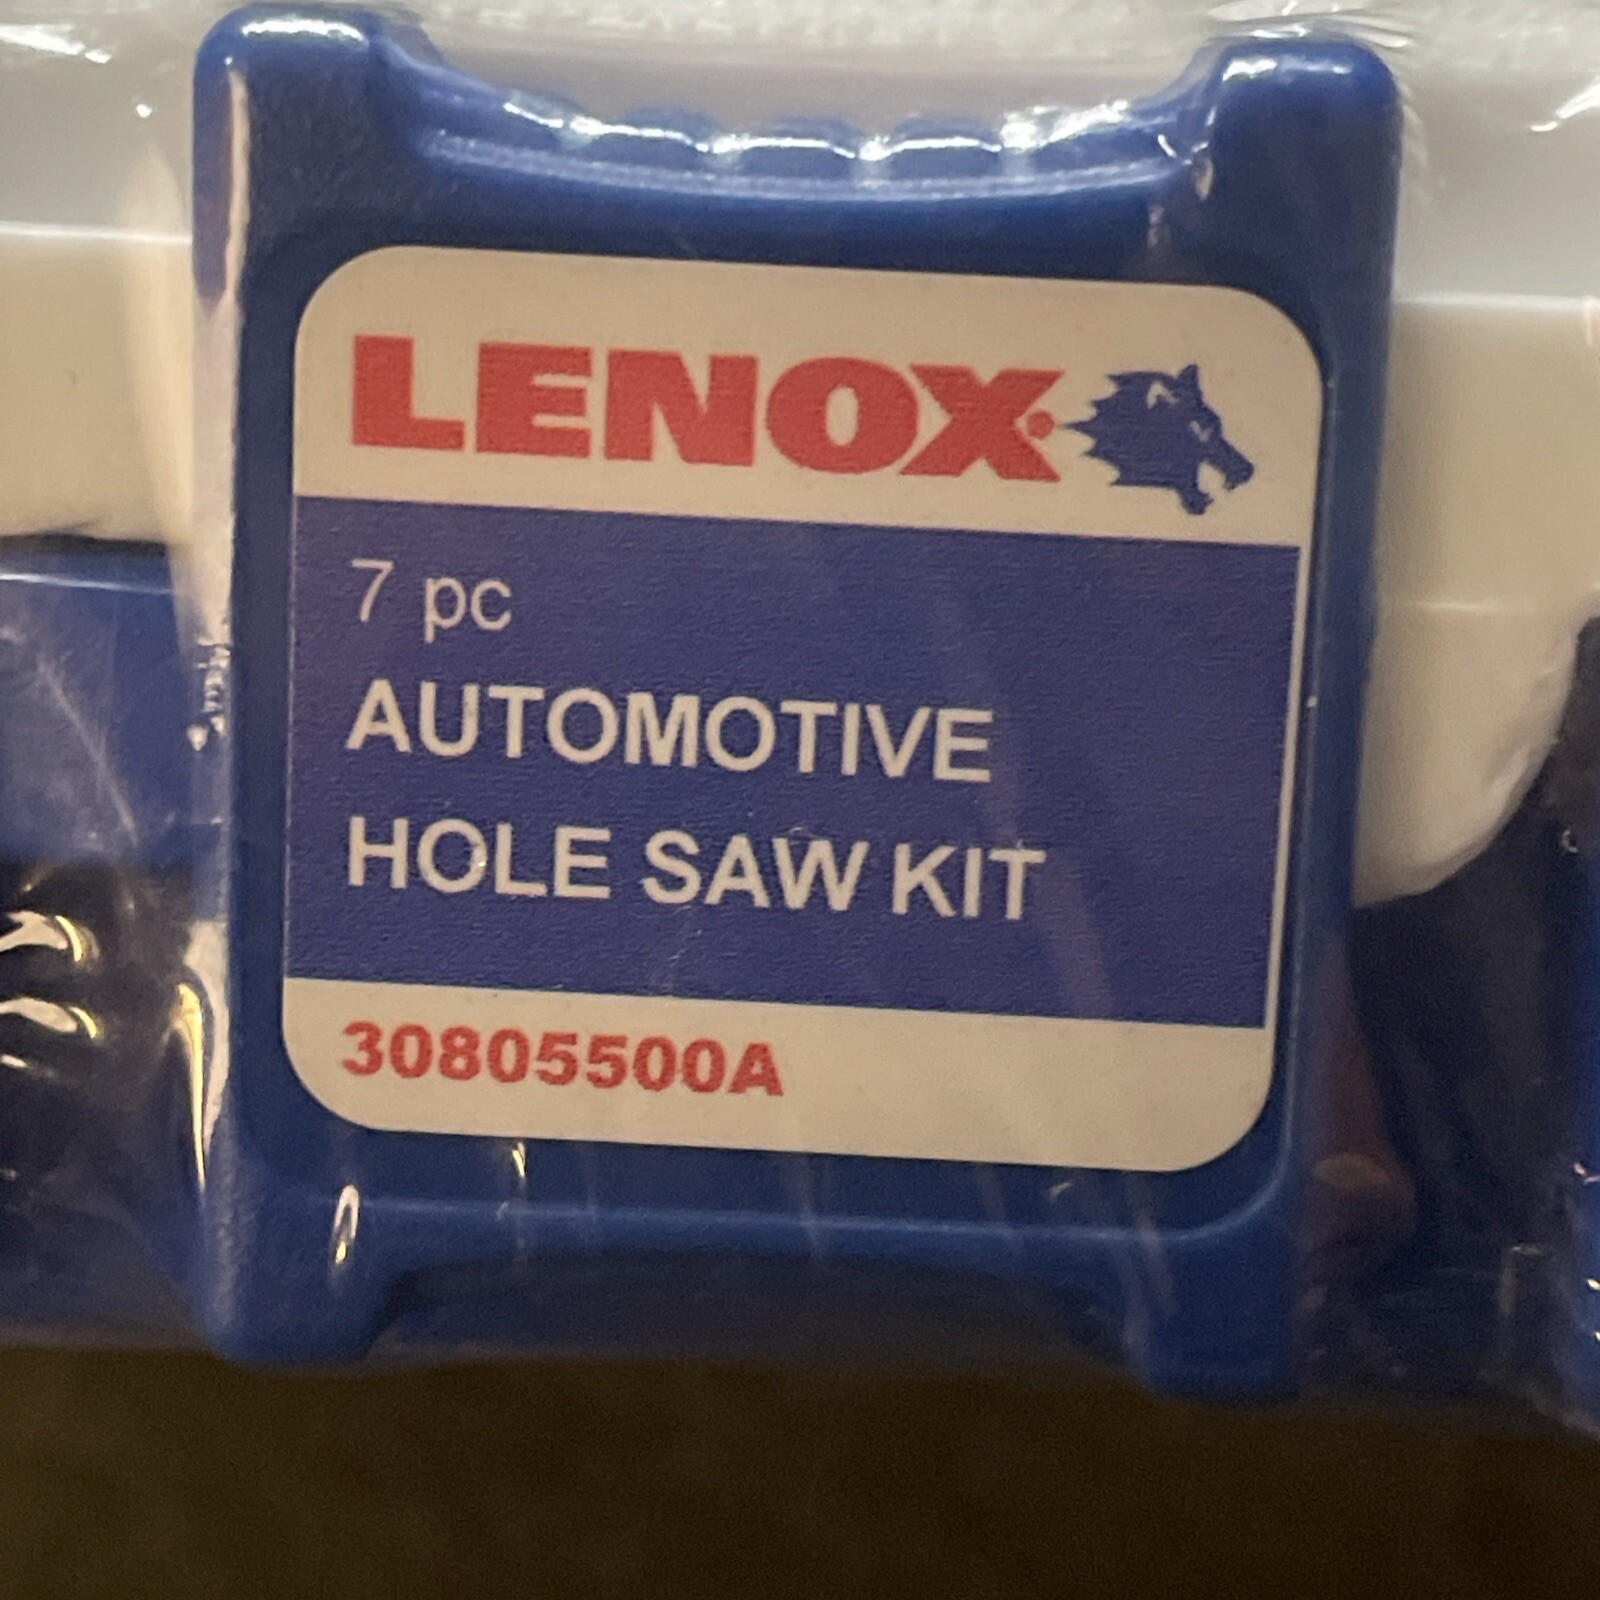 LENOX
7 pc
AUTOMOTIVE
HOLE SAW KIT
30805500A